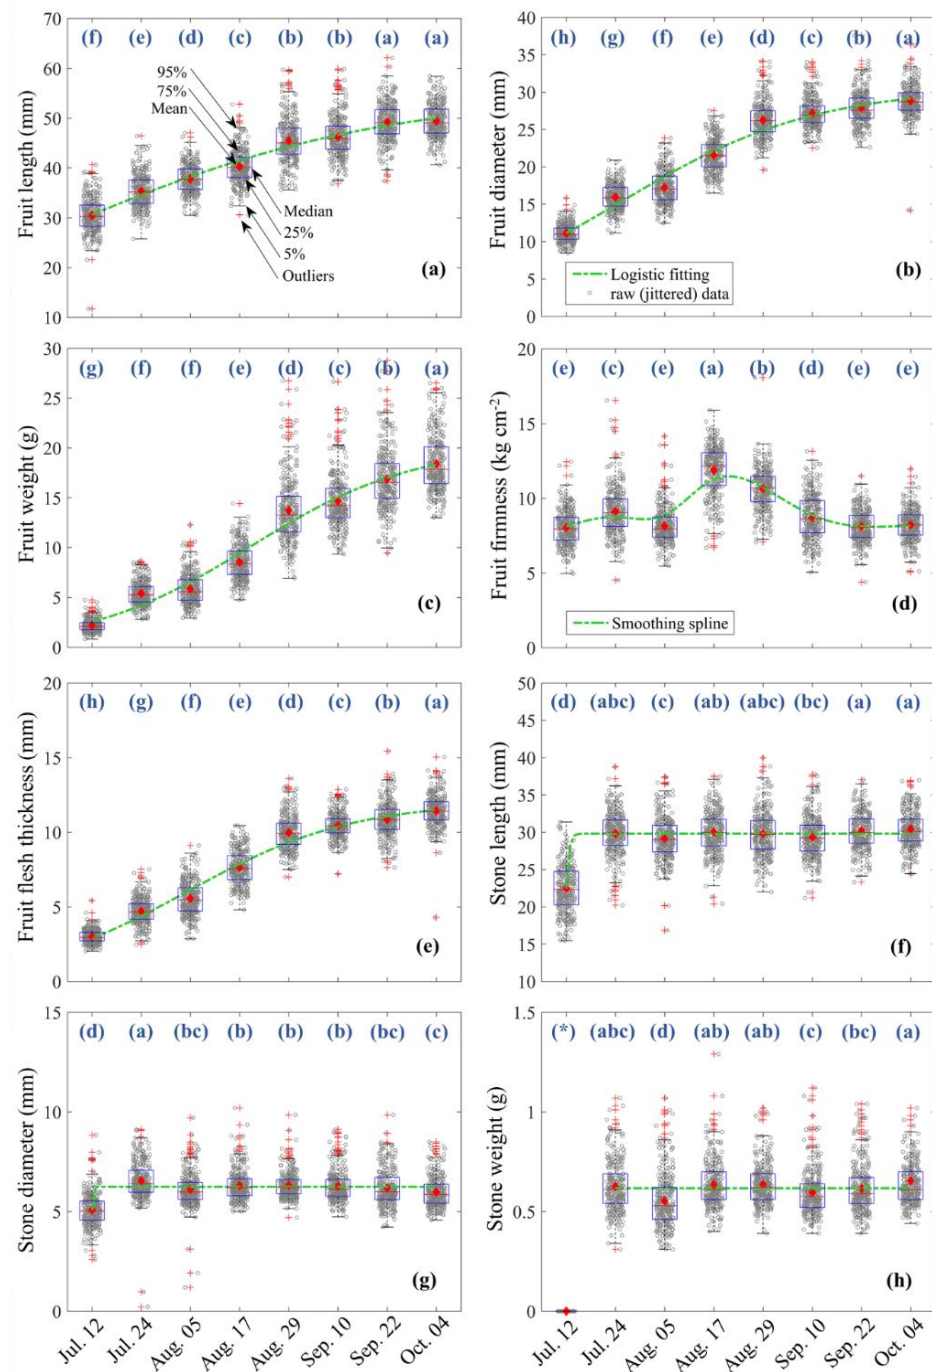 (f) (e) (d) (c) (b) (b) (a) (a)
70
60
50
40
30
20
10
Fruit length (mm)
95%
75%
Mean
Median
25%
5%
Outliers
(a)
(h) (g) (f) (e) (d) (c) (b) (a)
40
35
30
25
20
15
10
5
0
Fruit diameter (mm)
Logistic fitting
raw (jittered) data
(b)
(g) (f) (f) (e) (d) (c) (b) (a)
30
25
20
15
10
5
0
Fruit weight (g)
(c)
(e) (c) (e) (a) (b) (d) (e) (e)
20
15
10
5
0
Fruit firmness (kg cm⁻²)
Smoothing spline
(d)
(h) (g) (f) (e) (d) (c) (b) (a)
20
15
10
5
0
Fruit flesh thickness (mm)
(e)
(d) (abc) (c) (ab) (abc) (bc) (a) (a)
50
45
40
35
30
25
20
15
10
Stone length (mm)
(f)
(d) (a) (bc) (b) (b) (b) (bc) (c)
15
10
5
0
Stone diameter (mm)
(g)
Jul. 12 Jul. 24 Aug. 05 Aug. 17 Aug. 29 Sep. 10 Sep. 22 Oct. 04
(*) (abc) (d) (ab) (ab) (c) (bc) (a)
1.5
1
0.5
0
Stone weight (g)
(h)
Jul. 12 Jul. 24 Aug. 05 Aug. 17 Aug. 29 Sep. 10 Sep. 22 Oct. 04